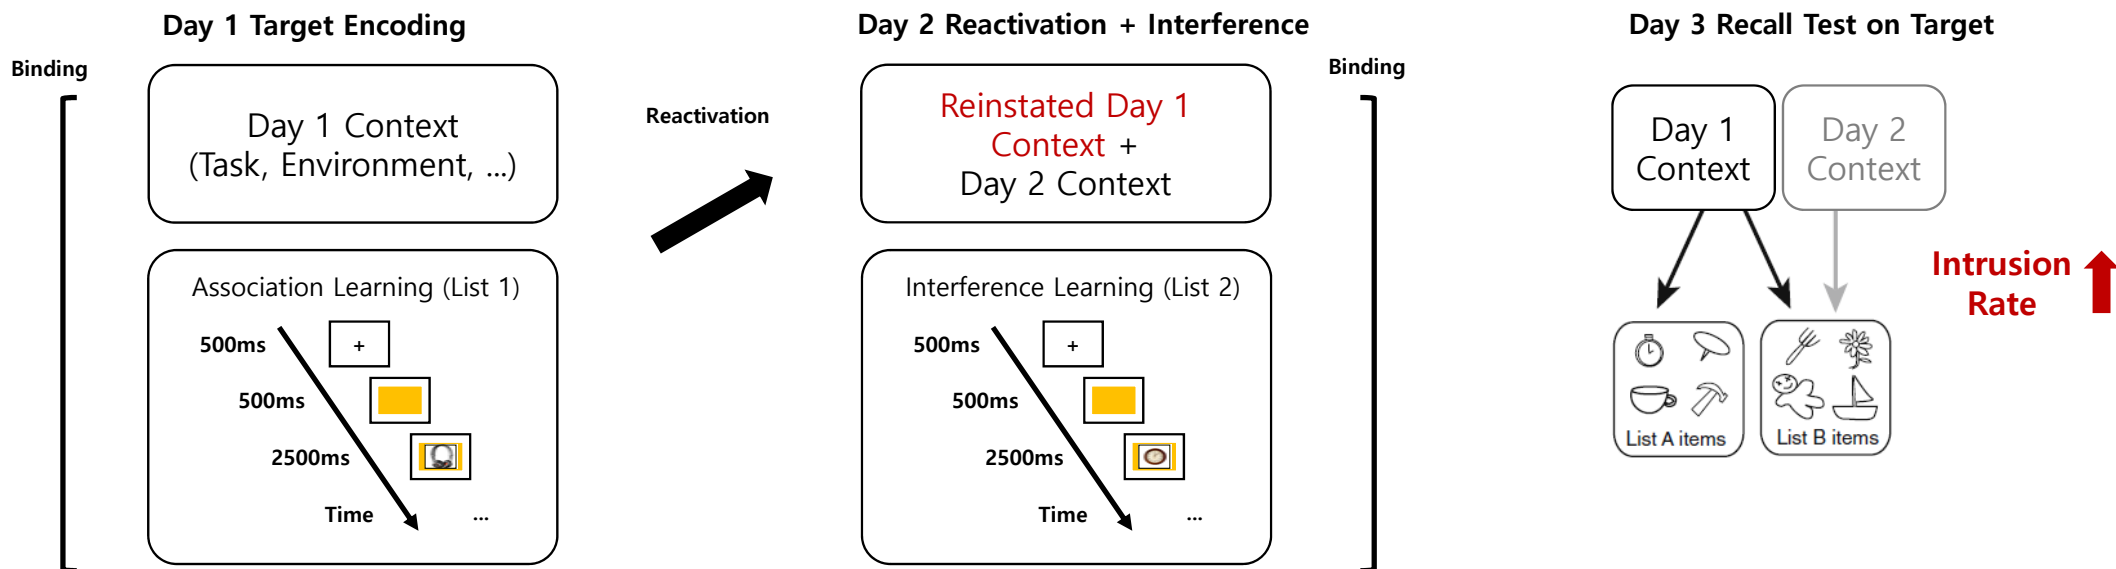 Day 1 Target Encoding
Binding
Day 1 Context
(Task, Environment, ...)
Association Learning (List 1)
500ms
+
500ms
2500ms
Time
...
Reactivation
Day 2 Reactivation + Interference
Binding
Reinstated Day 1
Context +
Day 2 Context
Interference Learning (List 2)
500ms
+
500ms
2500ms
Time
...
Day 3 Recall Test on Target
Day 1
Context
Day 2
Context
Intrusion
Rate
List A items
List B items